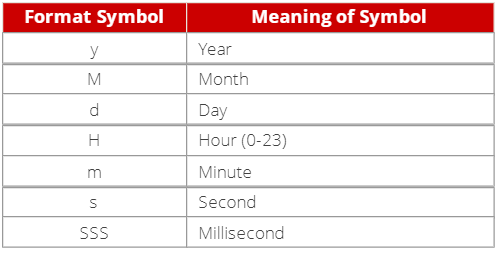 Format Symbol Meaning of Symbol
y Year
M Month
d Day
H Hour (0-23)
m Minute
s Second
SSS Millisecond